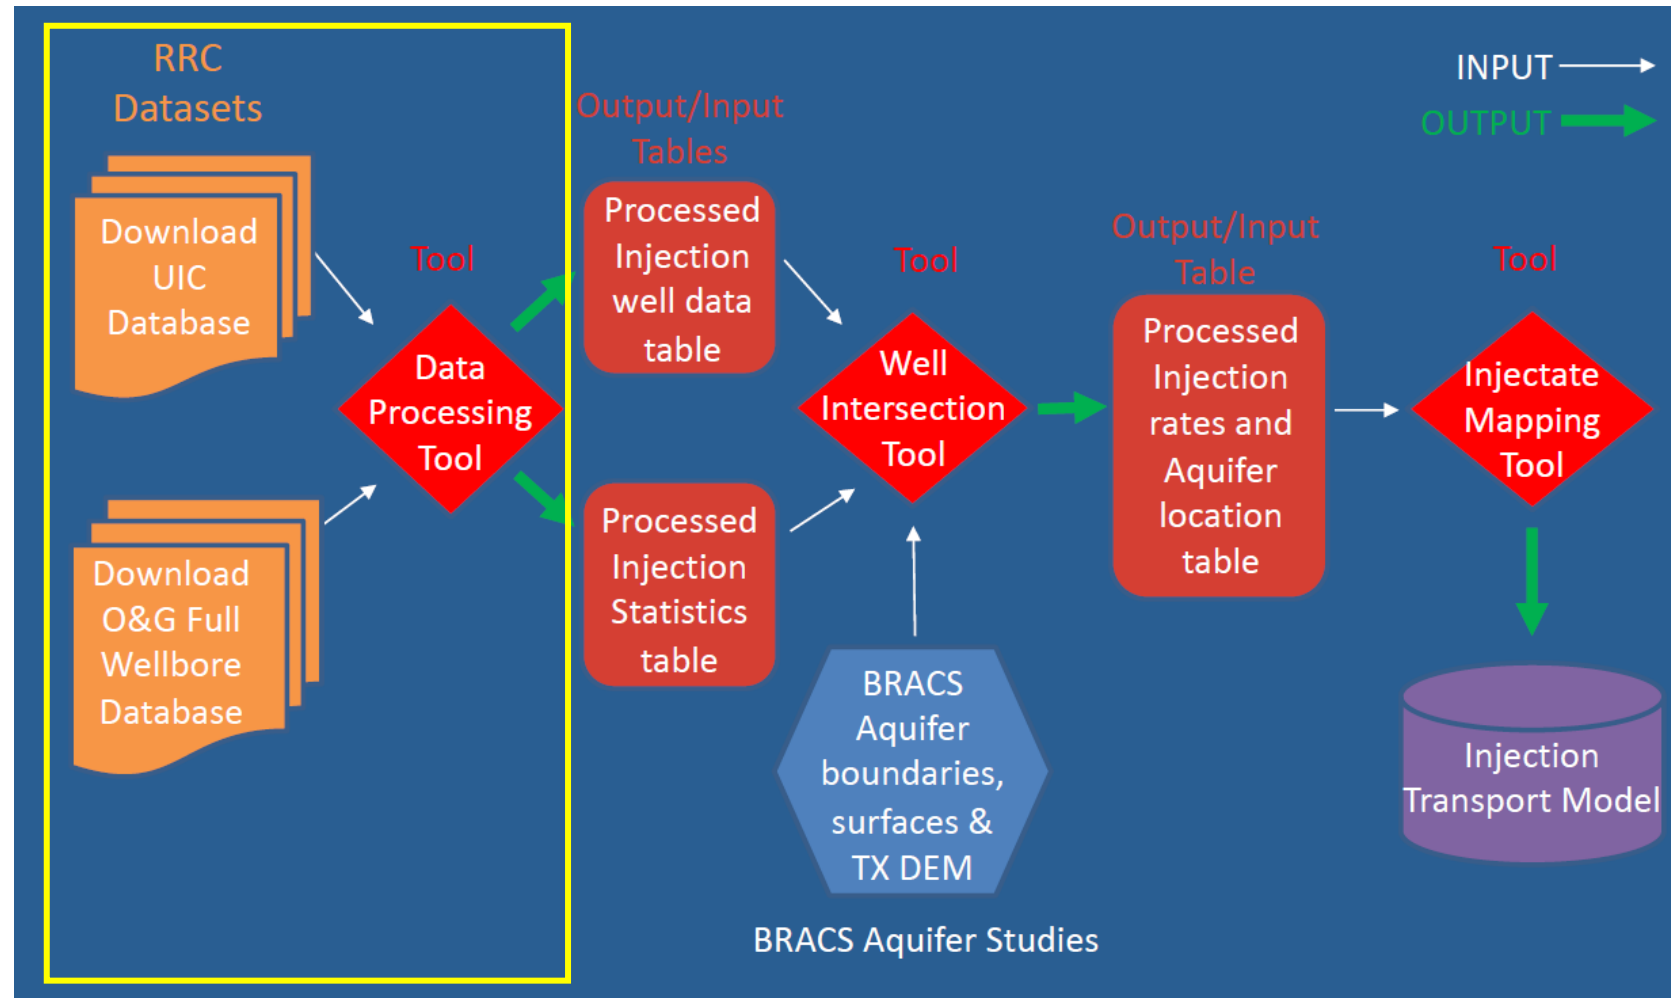 RRC
Datasets
Download
UIC
Database
Download
O&G Full
Wellbore
Database
Tool
Data
Processing
Tool
Output/Input
Tables
Processed
Injection
well data
table
Processed
Injection
Statistics
table
Tool
Well
Intersection
Tool
BRACS
Aquifer
boundaries,
surfaces &
TX DEM
BRACS Aquifer Studies
Output/Input
Table
Processed
Injection
rates and
Aquifer
location
table
INPUT
OUTPUT
Tool
Injectate
Mapping
Tool
Injection
Transport Model